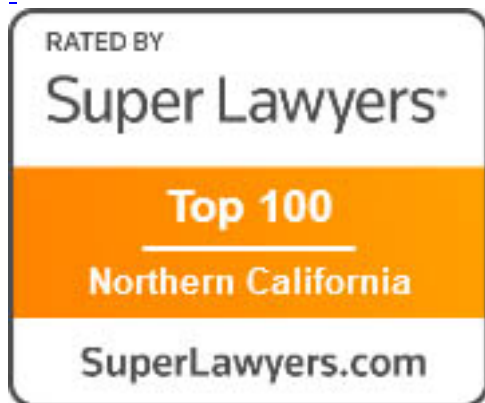 RATED BY
Super Lawyers®
Top 100
Northern California
SuperLawyers.com